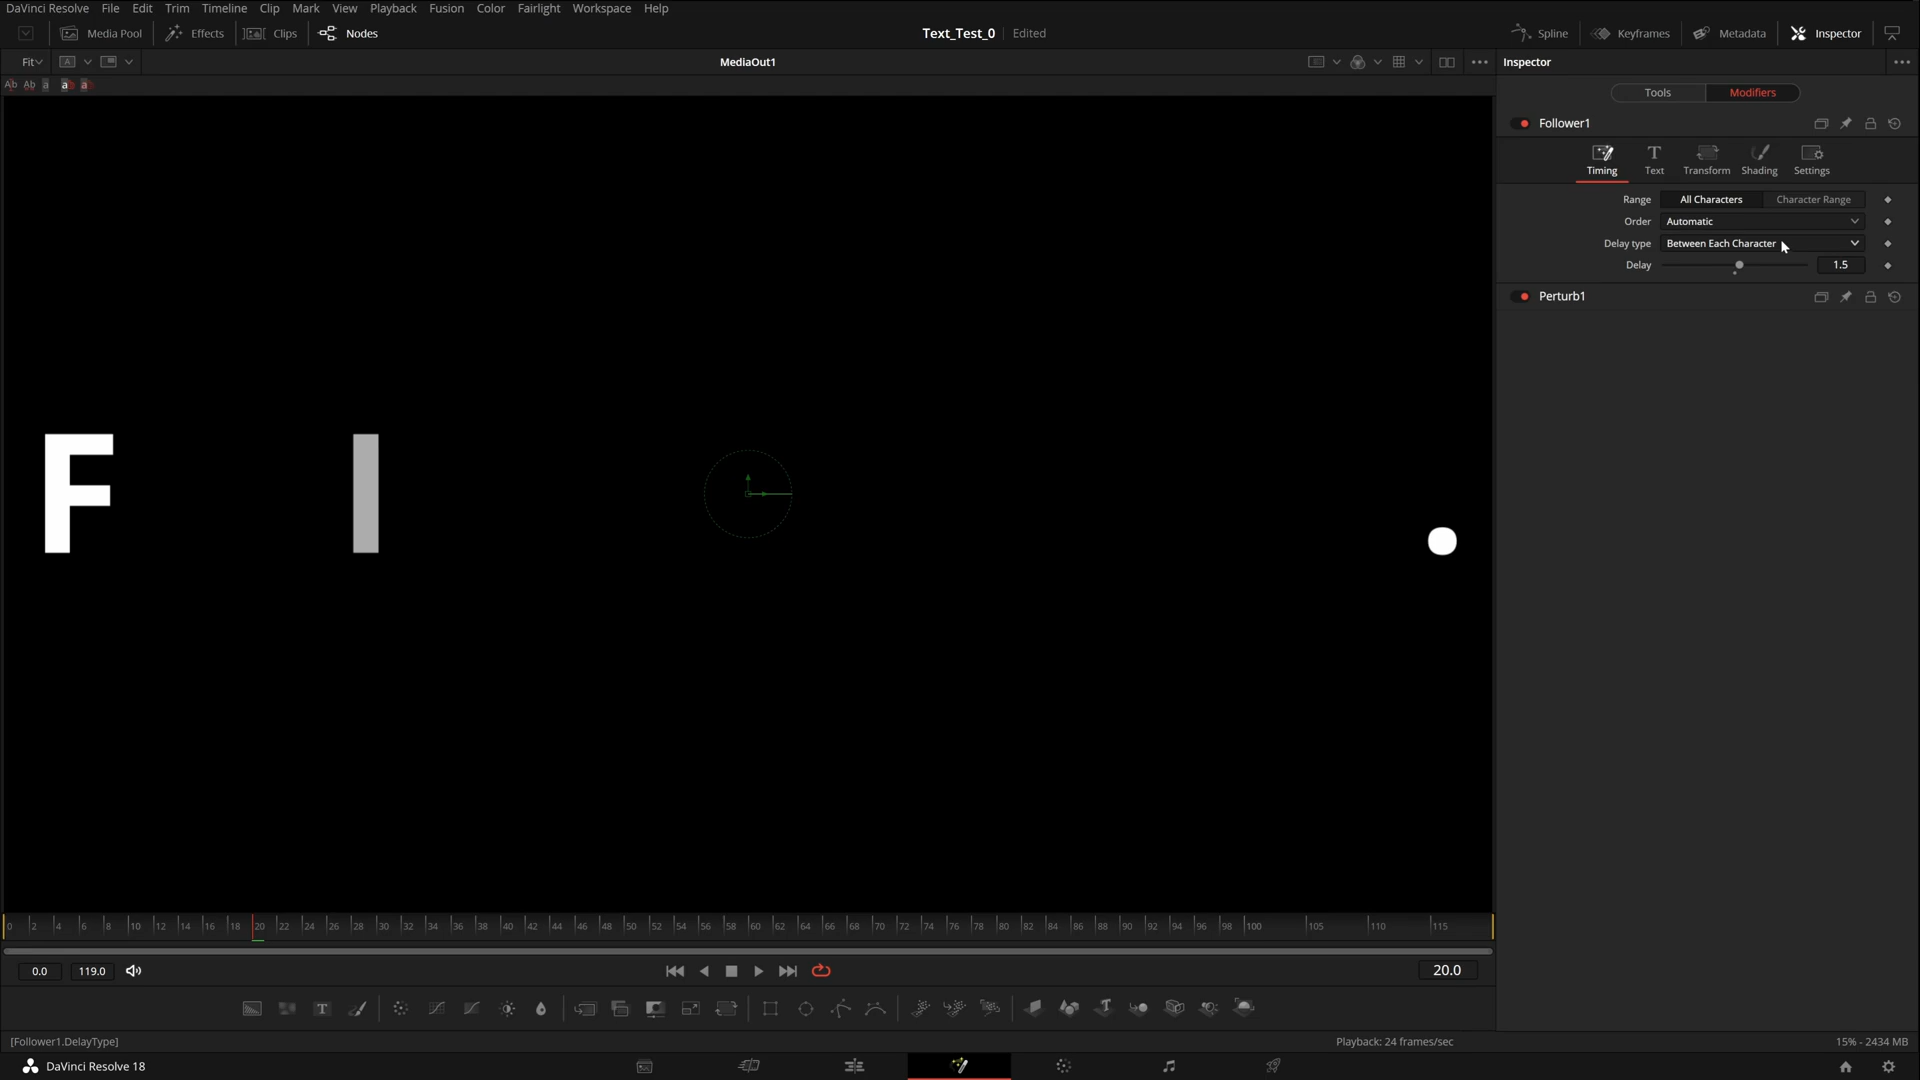 DaVinci Resolve File Edit Trim Timeline Clip Mark View Playback Fusion Color Fairlight Workspace Help
Media Pool Effects Clips Nodes Text_Test_0 Edited Spline Keyframes Metadata Inspector
Fit A MediaOut1 Inspector
Ab Ab a a a
Tools Modifiers
Follower1
Timing Text Transform Shading Settings
Range All Characters Character Range
Order Automatic
Delay type Between Each Character
Delay 1.5
Perturb1
F I .
0 2 4 6 8 10 12 14 16 18 20 22 24 26 28 30 32 34 36 38 40 42 44 46 48 50 52 54 56 58 60 62 64 66 68 70 72 74 76 78 80 82 84 86 88 90 92 94 96 98 100 105 110 115
0.0 119.0 20.0
[Follower1.DelayType] Playback: 24 frames/sec 15% - 2434 MB
DaVinci Resolve 18